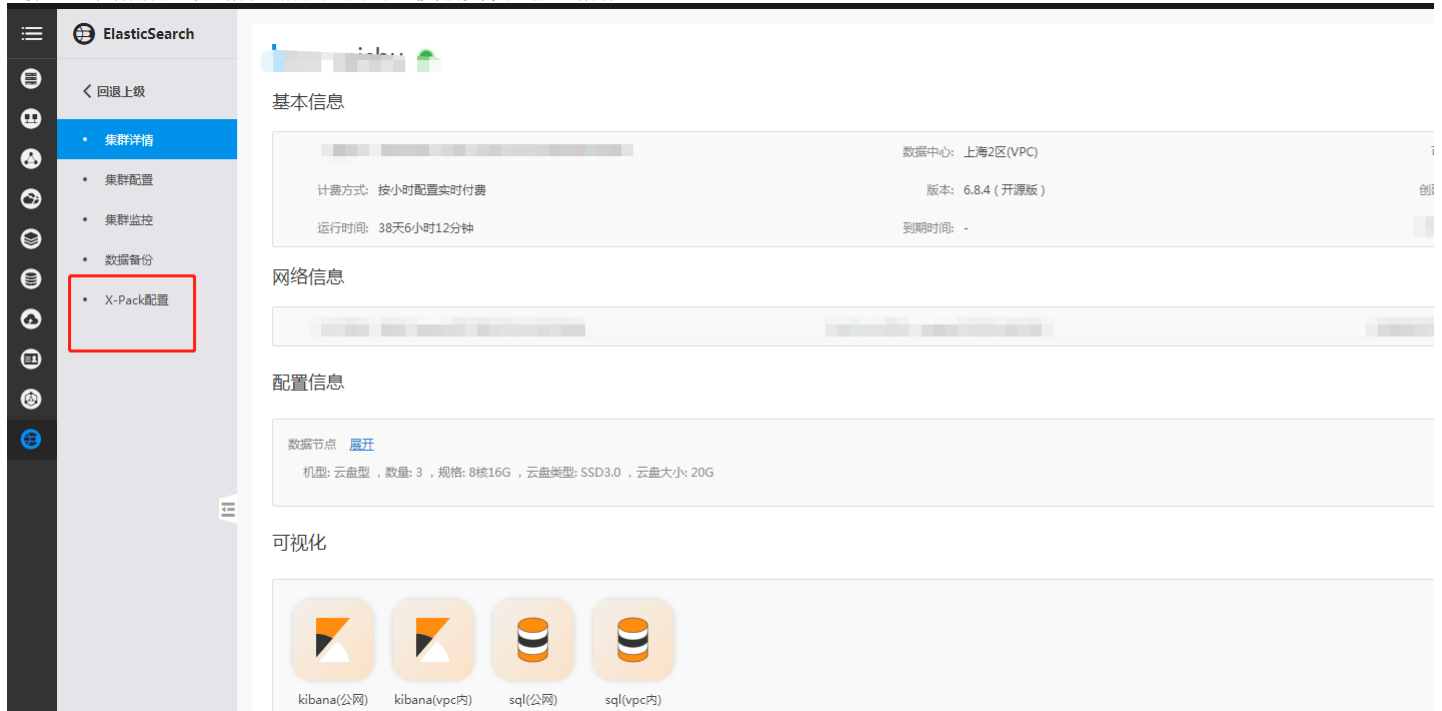 ElasticSearch
回退上级
集群详情
集群配置
集群监控
数据备份
X-Pack配置
基本信息
数据中心: 上海2区(VPC)
计费方式: 按小时配置实时付费
版本: 6.8.4 ( 开源版 )
运行时间: 38天6小时12分钟
到期时间: -
网络信息
配置信息
数据节点 展开
机型: 云盘型 ，数量: 3 ，规格: 8核16G ，云盘类型: SSD3.0 ，云盘大小: 20G
可视化
kibana(公网) kibana(vpc内) sql(公网) sql(vpc内)